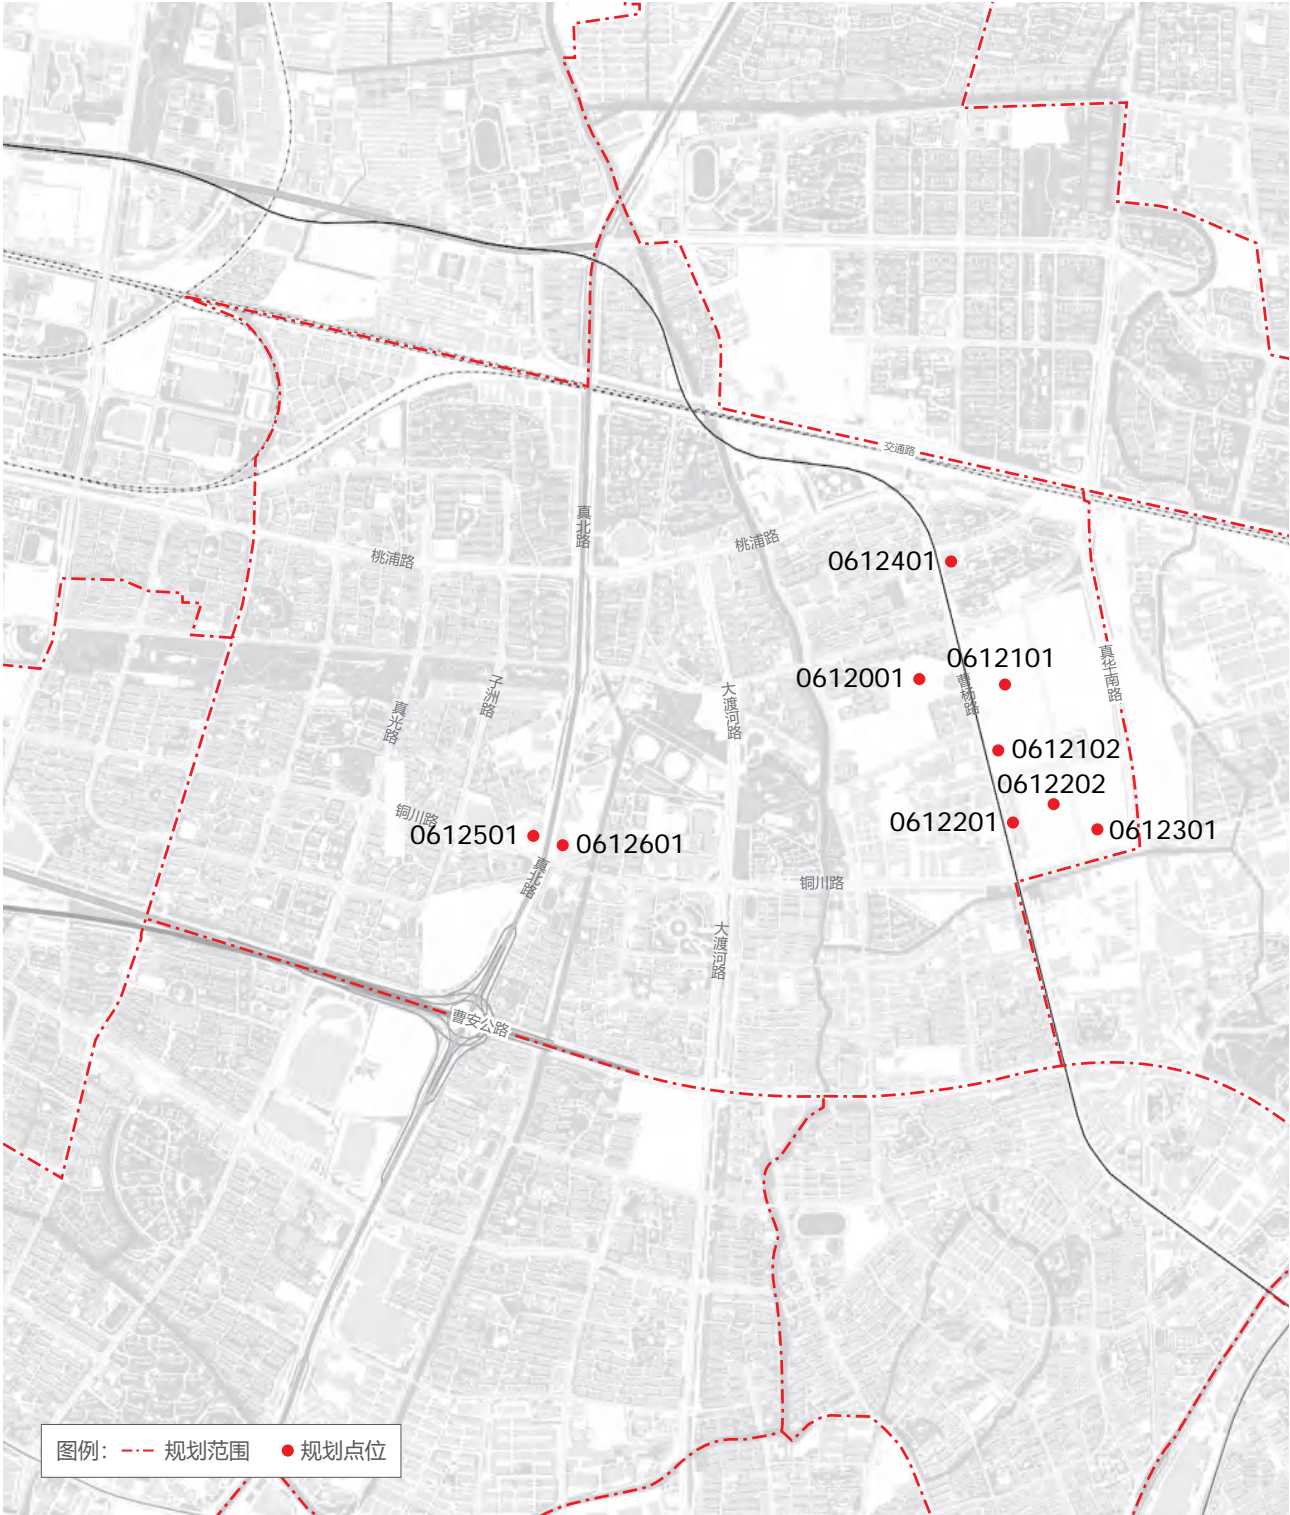 交通路
真北路
桃浦路
桃浦路
0612401
0612101
0612001
曹杨路
真华南路
子洲路
大渡河路
真光路
0612102
0612202
铜川路
0612501
0612601
0612201
0612301
真北路
铜川路
大渡河路
曹安公路
图例： 规划范围 规划点位